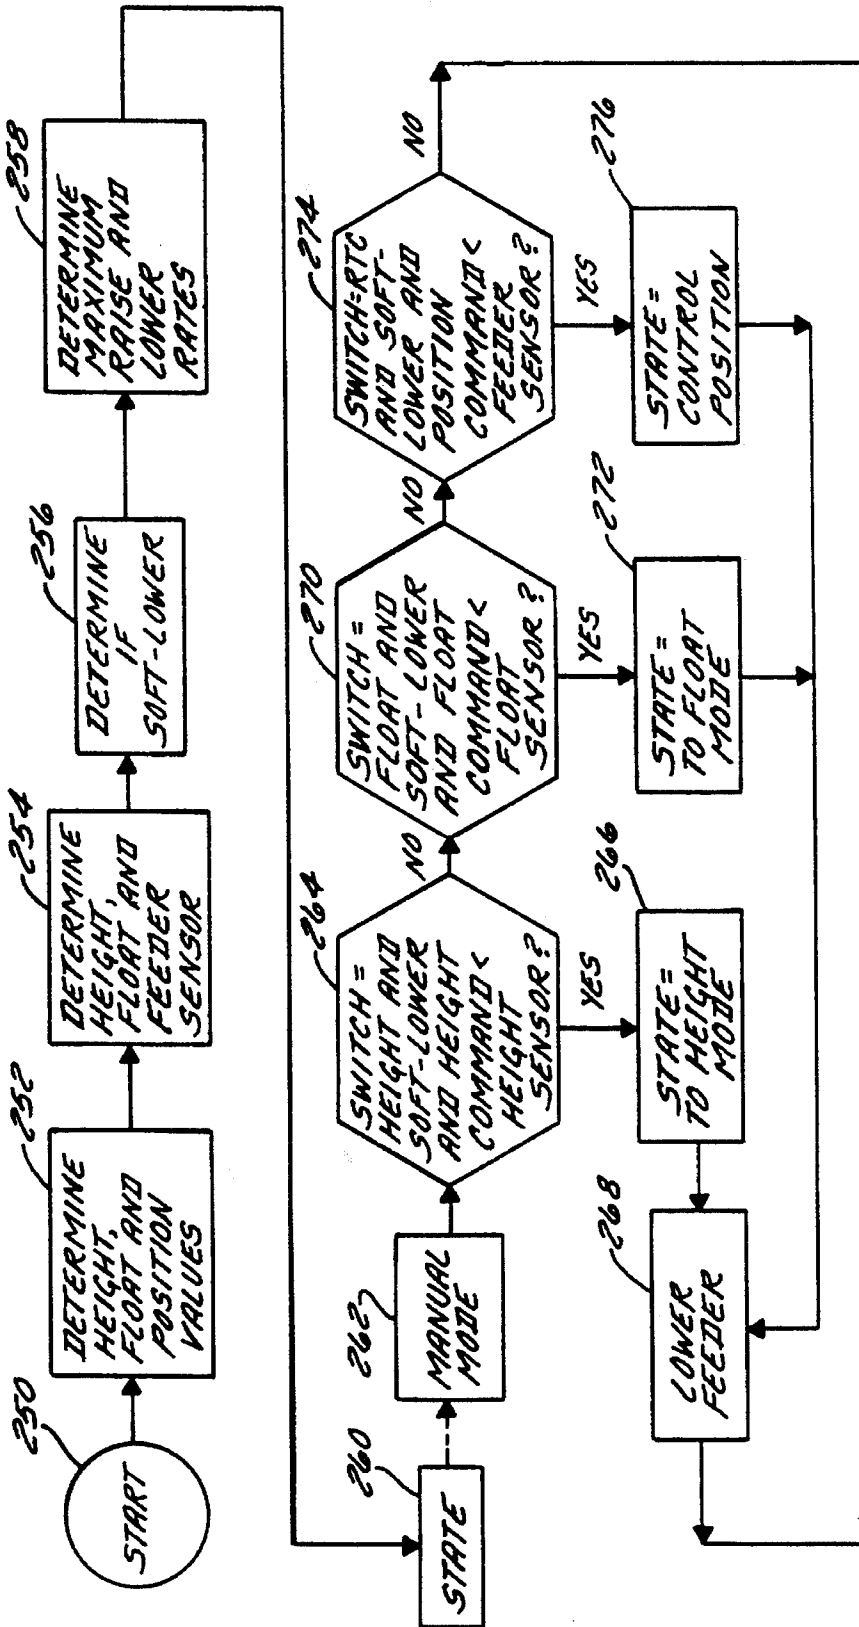 250
START
252
DETERMINE
HEIGHT,
FLOAT AND
POSITION
VALUES
254
DETERMINE
HEIGHT,
FLOAT AND
FEEDER
SENSOR
256
DETERMINE
IF
SOFT-LOWER
258
DETERMINE
MAXIMUM
RAISE AND
LOWER
RATES
260
STATE
262
MANUAL
MODE
264
SWITCH =
HEIGHT AND
SOFT-LOWER
AND HEIGHT
COMMAND<
HEIGHT
SENSOR?
NO
YES
270
SWITCH =
FLOAT AND
SOFT-LOWER
AND FLOAT
COMMAND<
FLOAT
SENSOR?
NO
YES
274
SWITCH=RTC
AND SOFT-
LOWER AND
POSITION
COMMAND<
FEEDER
SENSOR?
NO
YES
268
LOWER
FEEDER
266
STATE=
TO HEIGHT
MODE
272
STATE=
TO FLOAT
MODE
276
STATE=
CONTROL
POSITION